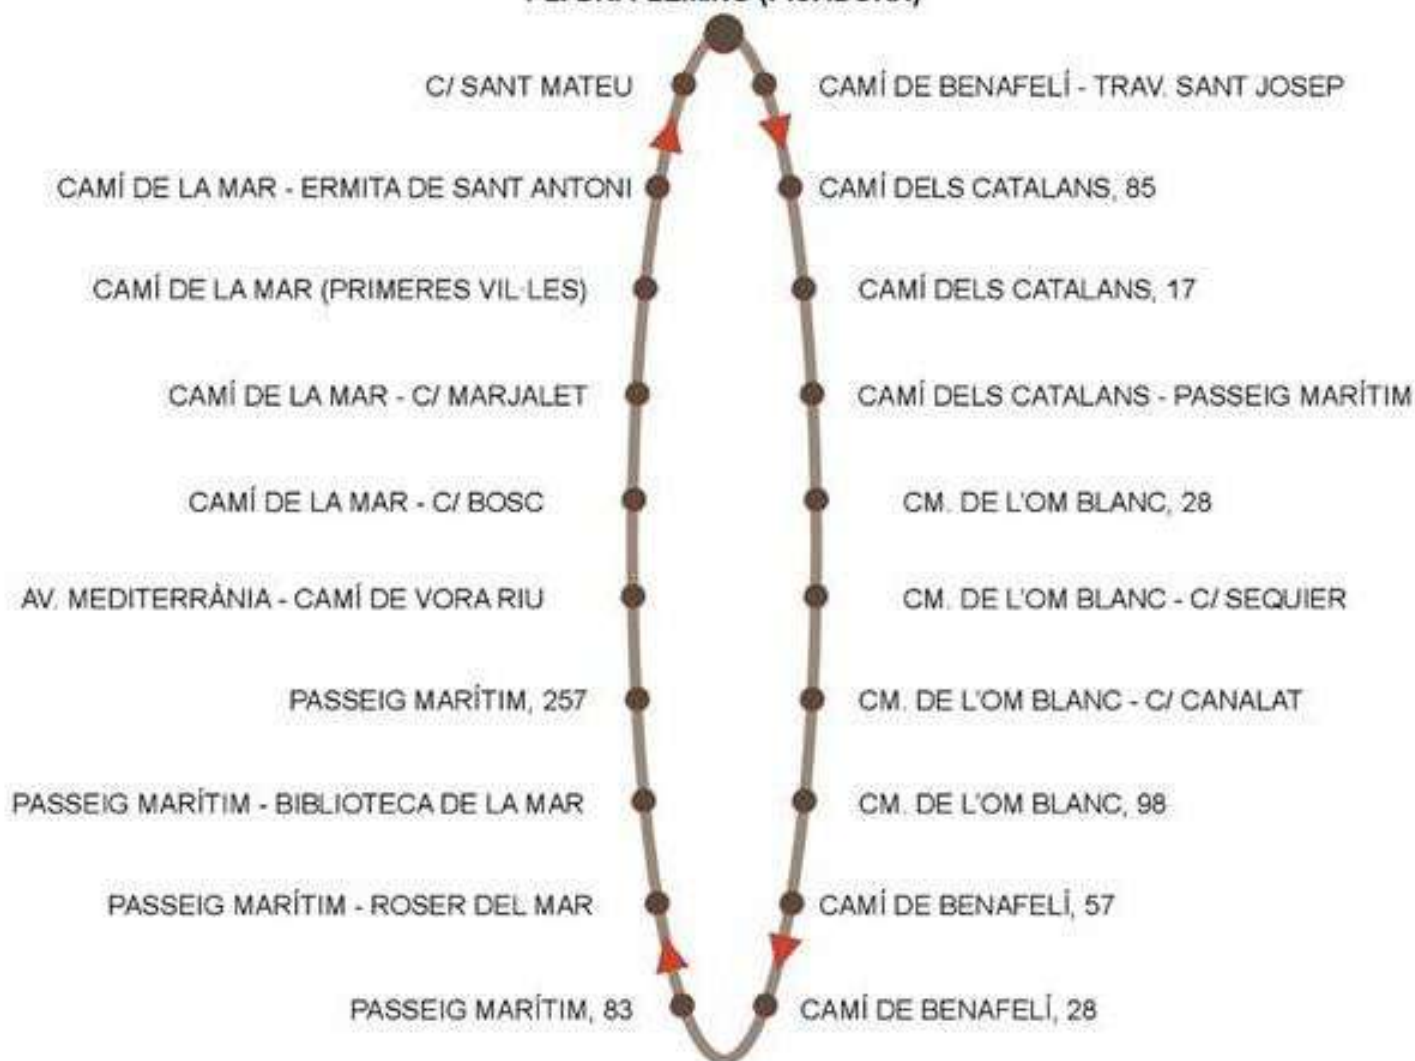 C/ SANT MATEU
CAMÍ DE BENAFELÍ - TRAV. SANT JOSEP
CAMÍ DE LA MAR - ERMITA DE SANT ANTONI
CAMÍ DELS CATALANS, 85
CAMÍ DE LA MAR (PRIMERES VIL·LES)
CAMÍ DELS CATALANS, 17
CAMÍ DE LA MAR - C/ MARJALET
CAMÍ DELS CATALANS - PASSEIG MARÍTIM
CAMÍ DE LA MAR - C/ BOSC
CM. DE L'OM BLANC, 28
AV. MEDITERRÀNIA - CAMÍ DE VORA RIU
CM. DE L'OM BLANC - C/ SEQUIER
PASSEIG MARÍTIM, 257
CM. DE L'OM BLANC - C/ CANALAT
PASSEIG MARÍTIM - BIBLIOTECA DE LA MAR
CM. DE L'OM BLANC, 98
PASSEIG MARÍTIM - ROSER DEL MAR
CAMÍ DE BENAFELÍ, 57
PASSEIG MARÍTIM, 83
CAMÍ DE BENAFELÍ, 28